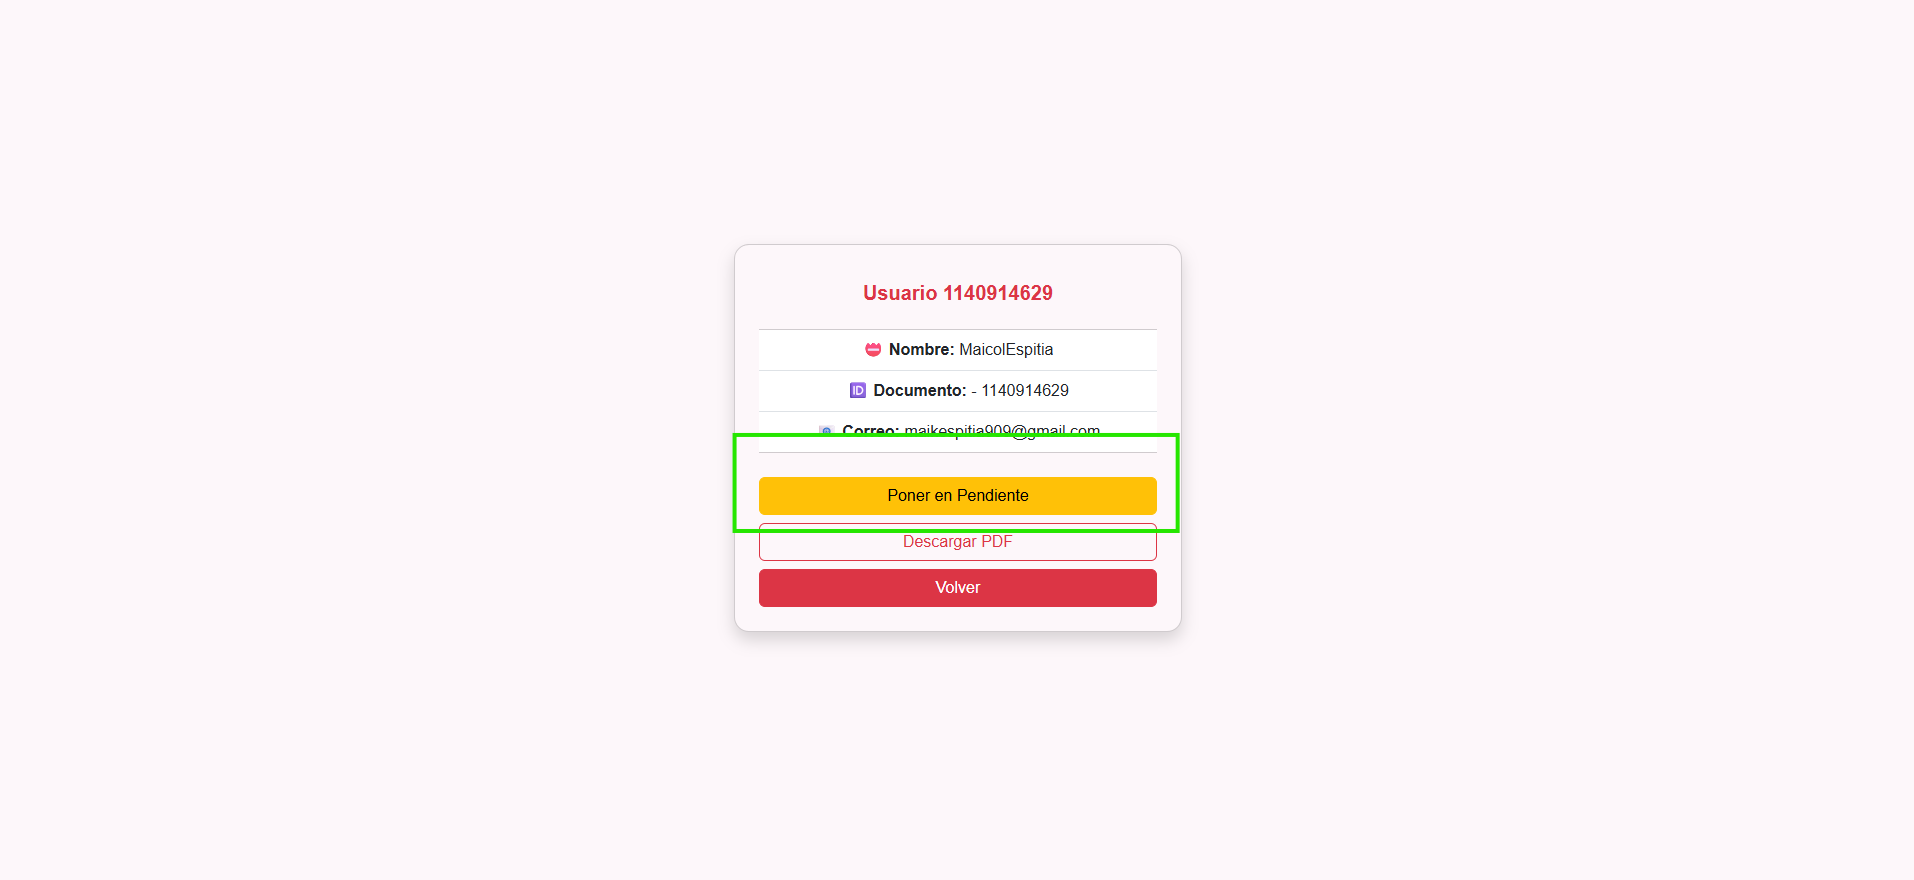 Usuario 1140914629
Nombre: MaicolEspitia
🆔 Documento: - 1140914629
Correo: maikespitia909@gmail.com
Poner en Pendiente
Descargar PDF
Volver